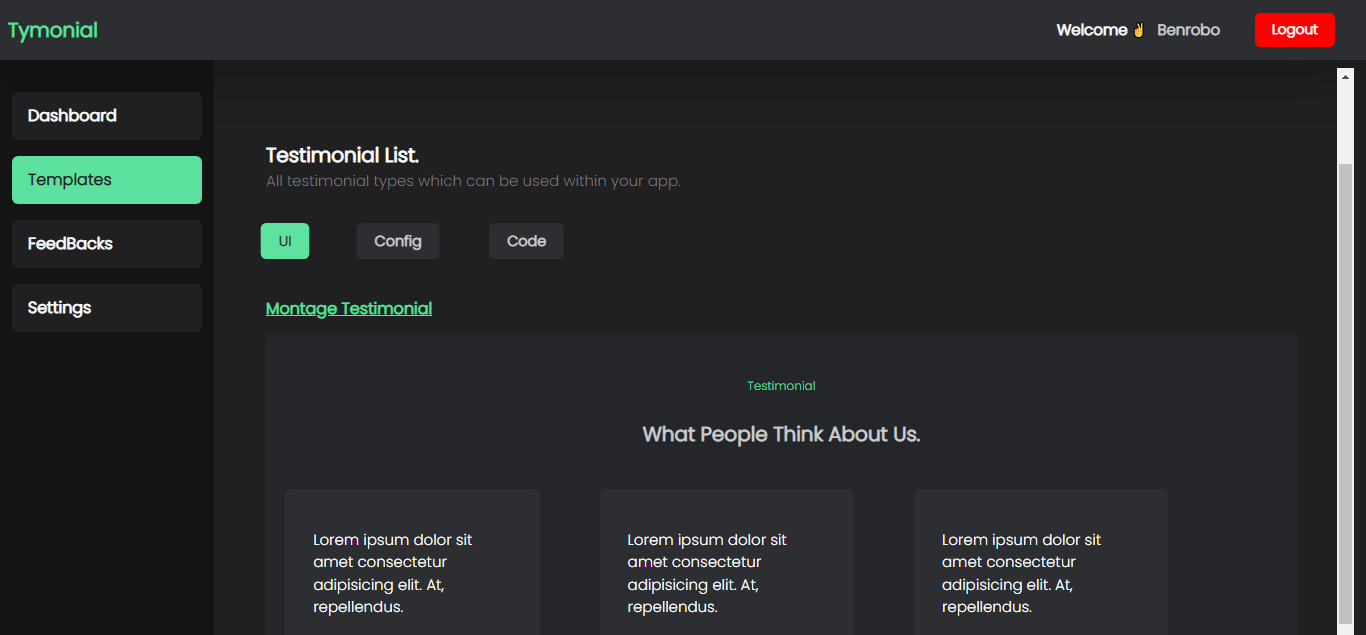 Tymonial
Welcome ✌ Benrobo
Logout
Dashboard
Templates
FeedBacks
Settings
Testimonial List.
All testimonial types which can be used within your app.
UI
Config
Code
Montage Testimonial
Testimonial
What People Think About Us.
Lorem ipsum dolor sit
amet consectetur
adipisicing elit. At,
repellendus.
Lorem ipsum dolor sit
amet consectetur
adipisicing elit. At,
repellendus.
Lorem ipsum dolor sit
amet consectetur
adipisicing elit. At,
repellendus.